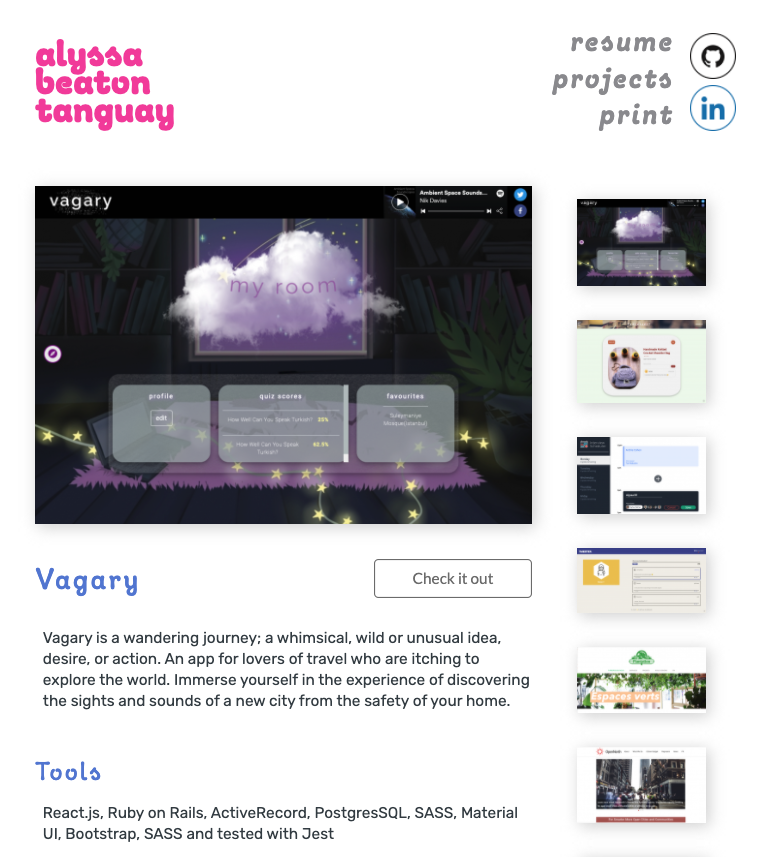 alyssa
beaton
tanguay
resume
projects
print
in
vagary
Ambient Space Sounds...
Nik Davies
my room
profile
edit
quiz scores
How Well Can You Speak Turkish? 35%
How Well Can You Speak
Turkish?
62.5%
favourites
Vagary
Check it out
Vagary is a wandering journey; a whimsical, wild or unusual idea,
desire, or action. An app for lovers of travel who are itching to
explore the world. Immerse yourself in the experience of discovering
the sights and sounds of a new city from the safety of your home.
Tools
React.js, Ruby on Rails, ActiveRecord, PostgresSQL, SASS, Material
UI, Bootstrap, SASS and tested with Jest
vagary
espaces verts